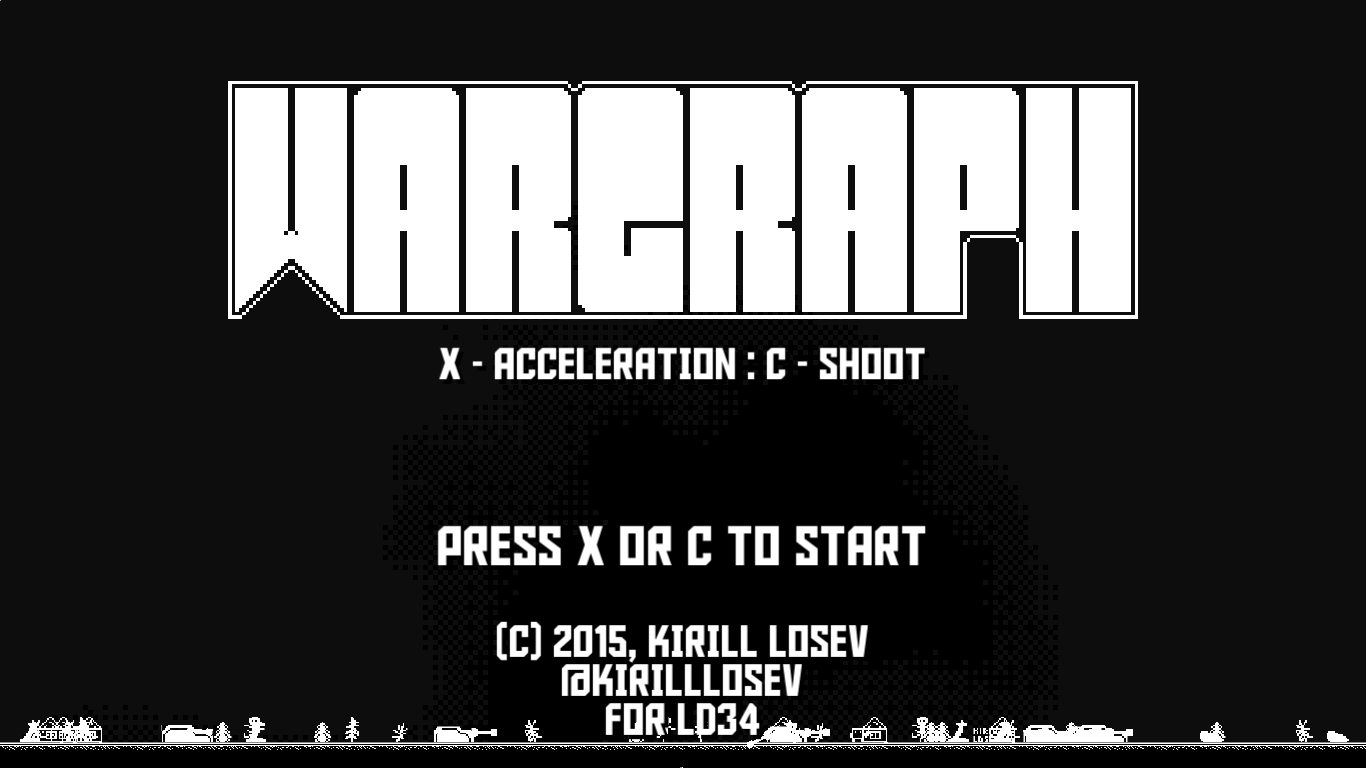 WARGRAPH
X - ACCELERATION : C - SHOOT
PRESS X OR C TO START
(C) 2015, KIRILL LOSEV
@KIRILLLOSEV
FOR LD34